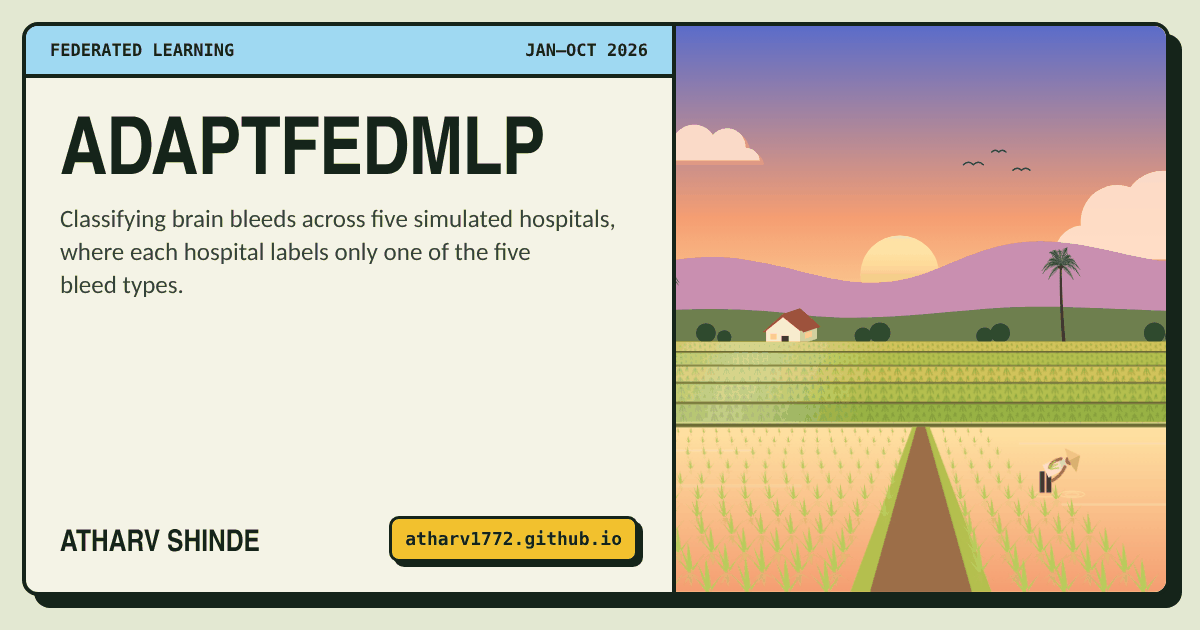 FEDERATED LEARNING
JAN–OCT 2026
ADAPTFEDMLP
Classifying brain bleeds across five simulated hospitals,
where each hospital labels only one of the five
bleed types.
ATHARV SHINDE
atharv1772.github.io